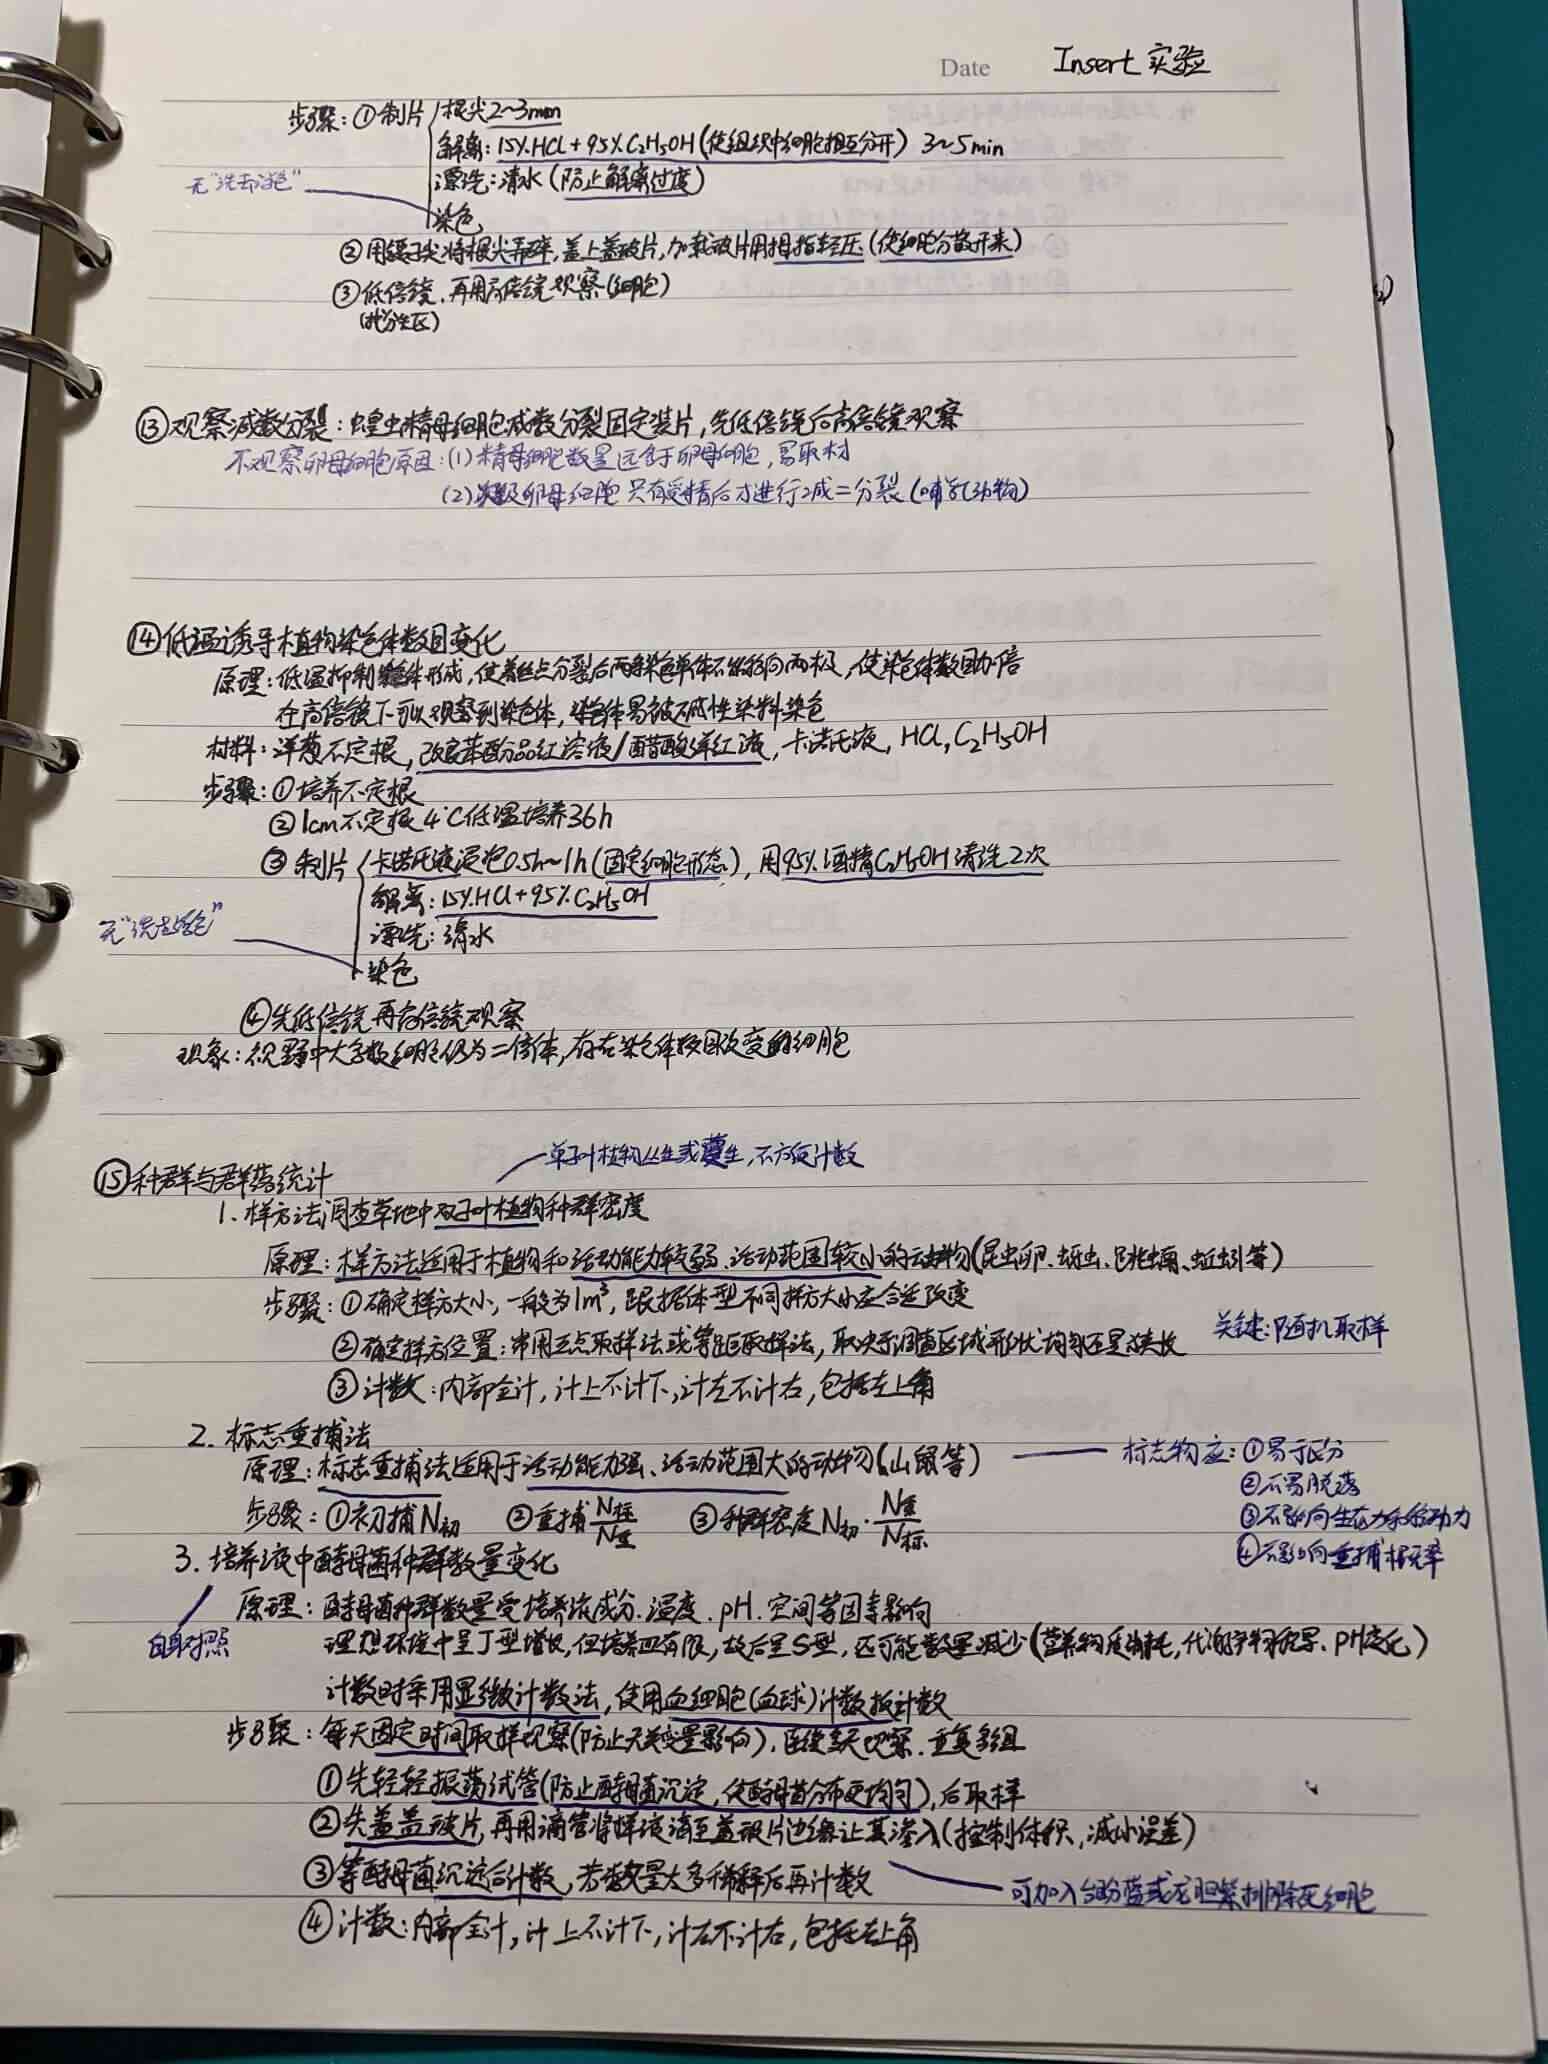 Date Insert 实验
步骤：①制片 根尖2~3mm
解离：15%HCl+95%C₂H₅OH(使组织中细胞相互分开) 3~5min
漂洗：清水(防止解离过度)
无"洗去浮色"
染色
②用镊子尖将根尖弄碎，盖上盖玻片，加载玻片用拇指轻压(使细胞分散开来)
③低倍镜，再用高倍镜观察(细胞)
(找分生区)
⑬观察减数分裂：蝗虫精母细胞减数分裂固定装片，先低倍镜后高倍镜观察
不观察卵母细胞原因：(1)精母细胞数量远多于卵母细胞，易取材
(2)次级卵母细胞只有受精后才进行减二分裂(哺乳动物)
⑭低温诱导植物染色体数目变化
原理：低温抑制纺锤体形成，使着丝点分裂后两条染色单体不能移向两极，使染色体数目加倍
在高倍镜下可以观察到染色体，染色体易被碱性染料染色
材料：洋葱不定根，改良苯酚品红溶液/醋酸洋红液，卡诺氏液，HCl，C₂H₅OH
步骤：①培养不定根
②1cm不定根4℃低温培养36h
③制片 卡诺氏液浸泡0.5h~1h(固定细胞形态)，用95%酒精C₂H₅OH清洗2次
解离：15%HCl+95%C₂H₅OH
无"洗去浮色"
漂洗：清水
染色
④先低倍镜再高倍镜观察
现象：视野中大多数细胞仍为二倍体，存在染色体数目改变的细胞
单子叶植物丛生或蔓生，不方便计数
⑮种群与群落统计
1. 样方法调查草地中双子叶植物种群密度
原理：样方法适用于植物和活动能力较弱、活动范围较小的动物(昆虫卵、蚜虫、跳蝻、蚯蚓等)
步骤：①确定样方大小，一般为1m³，跟据体型不同样方大小应合适改变
②确定样方位置：常用五点取样法或等距取样法，取决于调查区域形状均匀还是狭长
关键：随机取样
③计数：内部全计，计上不计下，计左不计右，包括左上角
2. 标志重捕法
原理：标志重捕法适用于活动能力强、活动范围大的动物(山鼠等)
标志物应：①易于区分
②不易脱落
③不影响生存力和活动力
④不影响重捕概率
步骤：①初捕N初 ②重捕N标/N重 ③种群密度N初·N重/N标
3. 培养液中酵母菌种群数量变化
自身对照
原理：酵母菌种群数量受培养液成分、温度、pH、空间等因素影响
理想环境中呈J型增长，但培养皿有限，故后呈S型，还可能数量减少(营养物质消耗，代谢产物积累、pH变化)
计数时采用显微计数法，使用血细胞(血球)计数板计数
步骤：每天固定时间取样观察(防止无关变量影响)，连续多天观察，重复多组
①先轻轻振荡试管(防止酵母菌沉淀，使酵母菌分布更均匀)，后取样
②先盖盖玻片，再用滴管将样液滴至盖玻片边缘让其渗入(控制体积，减小误差)
③等酵母菌沉淀后计数，若数量太多稀释后再计数
可加入台盼蓝或龙胆紫排除死细胞
④计数：内部全计，计上不计下，计左不计右，包括左上角